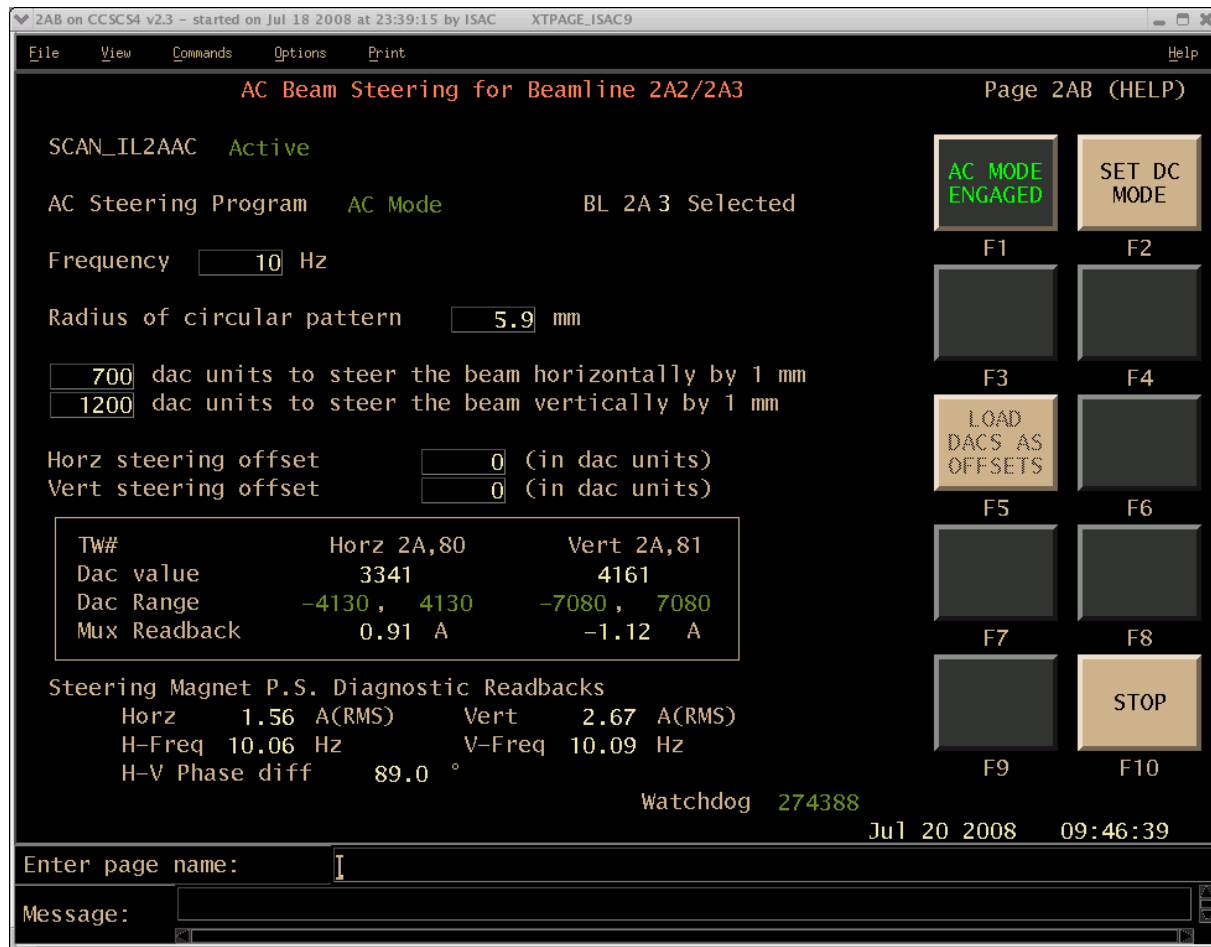 2AB on CCSCS4 v2.3 - started on Jul 18 2008 at 23:39:15 by ISAC XTPAGE_ISAC9
File View Commands Options Print Help
AC Beam Steering for Beamline 2A2/2A3 Page 2AB (HELP)
SCAN_IL2AAC Active
AC Steering Program AC Mode BL 2A 3 Selected
Frequency 10 Hz
Radius of circular pattern 5.9 mm
700 dac units to steer the beam horizontally by 1 mm
1200 dac units to steer the beam vertically by 1 mm
Horz steering offset 0 (in dac units)
Vert steering offset 0 (in dac units)
TW# Horz 2A,80 Vert 2A,81
Dac value 3341 4161
Dac Range -4130 , 4130 -7080 , 7080
Mux Readback 0.91 A -1.12 A
Steering Magnet P.S. Diagnostic Readbacks
Horz 1.56 A(RMS) Vert 2.67 A(RMS)
H-Freq 10.06 Hz V-Freq 10.09 Hz
H-V Phase diff 89.0 °
Watchdog 274388
Jul 20 2008 09:46:39
AC MODE
ENGAGED
F1
SET DC
MODE
F2
F3 F4
LOAD
DACS AS
OFFSETS
F5 F6
F7 F8
STOP
F9 F10
Enter page name:
Message: